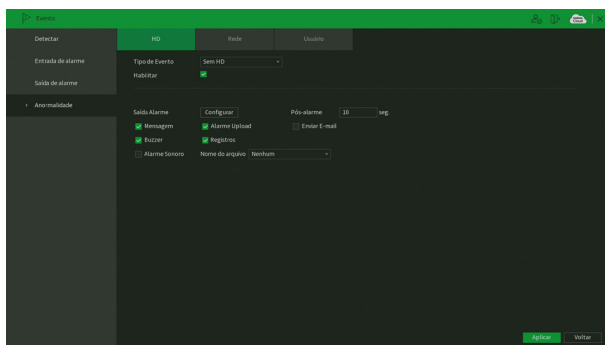 Evento
Detectar
Entrada de alarme
Saída de alarme
Anormalidade
HD Rede Usuário
Tipo de Evento Sem HD
Habilitar
Saída Alarme Configurar Pós-alarme 10 seg.
Mensagem Alarme Upload Enviar E-mail
Buzzer Registros
Alarme Sonoro Nome do arquivo Nenhum
Aplicar Voltar